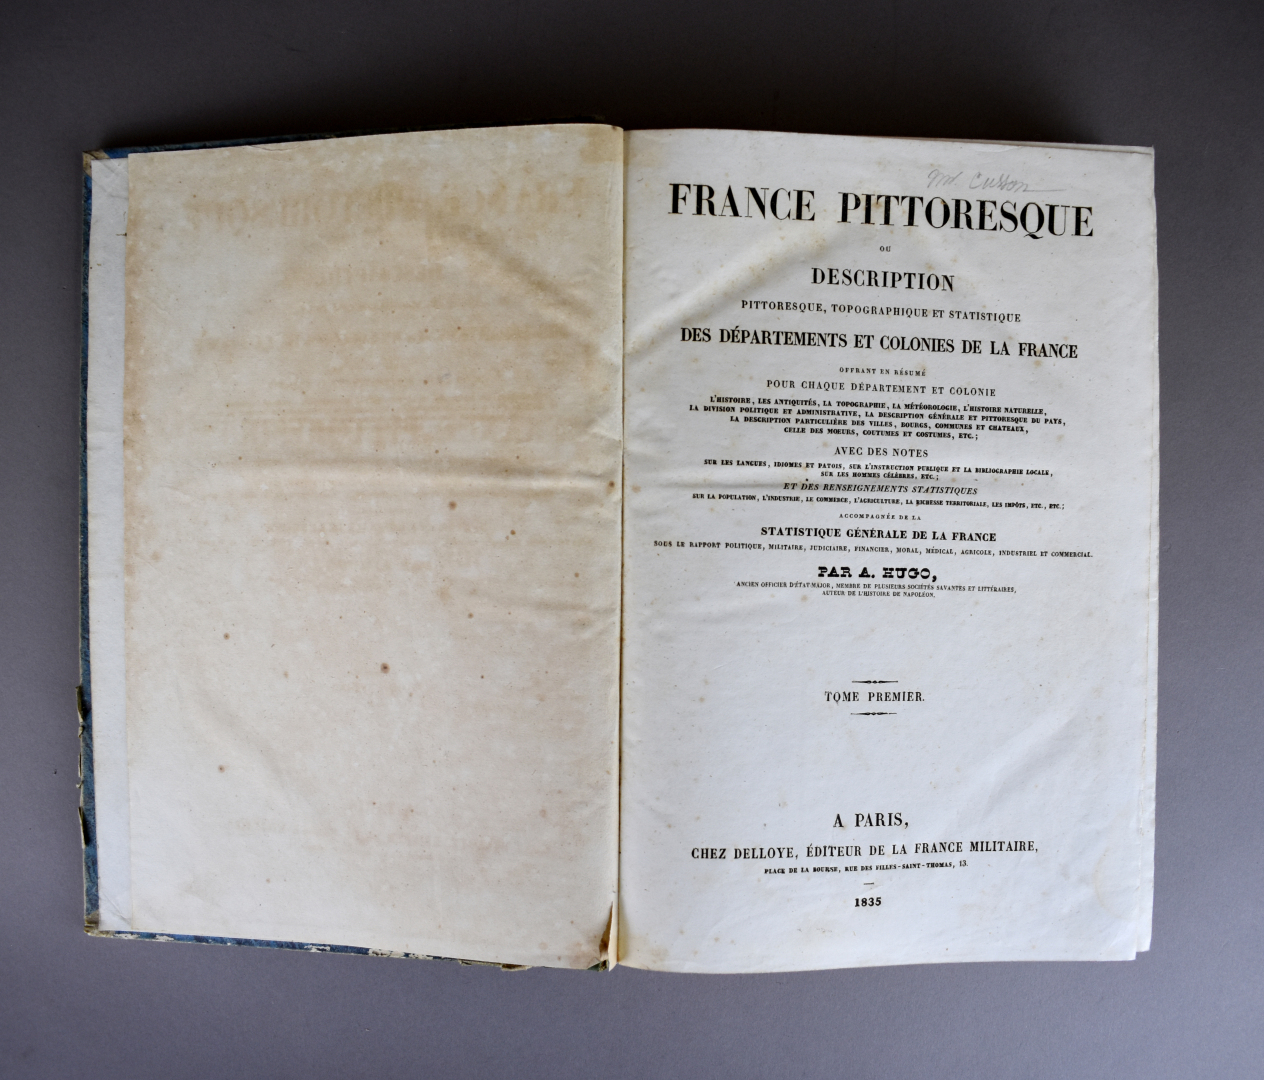 FRANCE PITTORESQUE
OU
DESCRIPTION
PITTORESQUE, TOPOGRAPHIQUE ET STATISTIQUE
DES DÉPARTEMENTS ET COLONIES DE LA FRANCE
OFFRANT EN RÉSUMÉ
POUR CHAQUE DÉPARTEMENT ET COLONIE
L'HISTOIRE, LES ANTIQUITÉS, LA TOPOGRAPHIE, LA MÉTÉOROLOGIE, L'HISTOIRE NATURELLE,
LA DIVISION POLITIQUE ET ADMINISTRATIVE, LA DESCRIPTION GÉNÉRALE ET PITTORESQUE DU PAYS,
LA DESCRIPTION PARTICULIÈRE DES VILLES, BOURGS, COMMUNES ET CHATEAUX,
CELLE DES MŒURS, COUTUMES ET COSTUMES, ETC.;
AVEC DES NOTES
SUR LES LANGUES, IDIOMES ET PATOIS, SUR L'INSTRUCTION PUBLIQUE ET LA BIBLIOGRAPHIE LOCALE,
SUR LES HOMMES CÉLÈBRES, ETC.;
ET DES RENSEIGNEMENTS STATISTIQUES
SUR LA POPULATION, L'INDUSTRIE, LE COMMERCE, L'AGRICULTURE, LA RICHESSE TERRITORIALE, LES IMPÔTS, ETC., ETC.;
ACCOMPAGNÉE DE LA
STATISTIQUE GÉNÉRALE DE LA FRANCE
SOUS LE RAPPORT POLITIQUE, MILITAIRE, JUDICIAIRE, FINANCIER, MORAL, MÉDICAL, AGRICOLE, INDUSTRIEL ET COMMERCIAL.
PAR A. HUGO,
ANCIEN OFFICIER D'ÉTAT-MAJOR, MEMBRE DE PLUSIEURS SOCIÉTÉS SAVANTES ET LITTÉRAIRES,
AUTEUR DE L'HISTOIRE DE NAPOLÉON.
TOME PREMIER.
A PARIS,
CHEZ DELLOYE, ÉDITEUR DE LA FRANCE MILITAIRE,
PLACE DE LA BOURSE, RUE DES FILLES-SAINT-THOMAS, 13.
1835